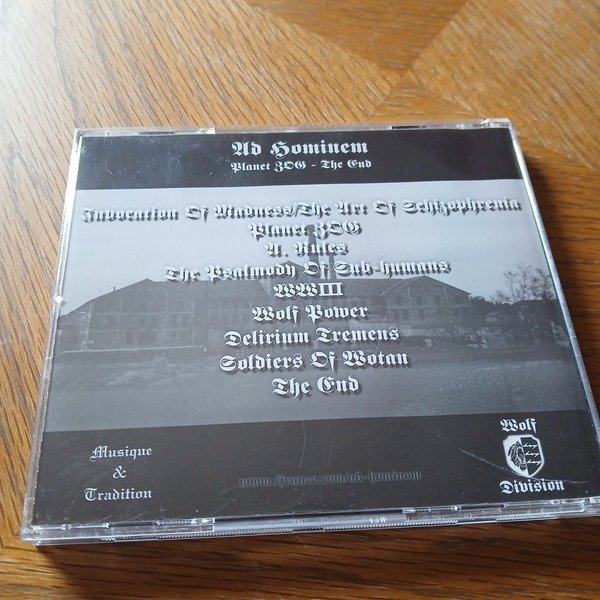 Ad Hominem
Planet ZOG - The End
Invocation Of Madness/The Art Of Schizophrenia
Planet ZOG
A. Rules
The Psalmody Of Sub-humans
WWIII
Wolf Power
Delirium Tremens
Soldiers Of Wotan
The End
Musique
&
Tradition
Wolf
Division